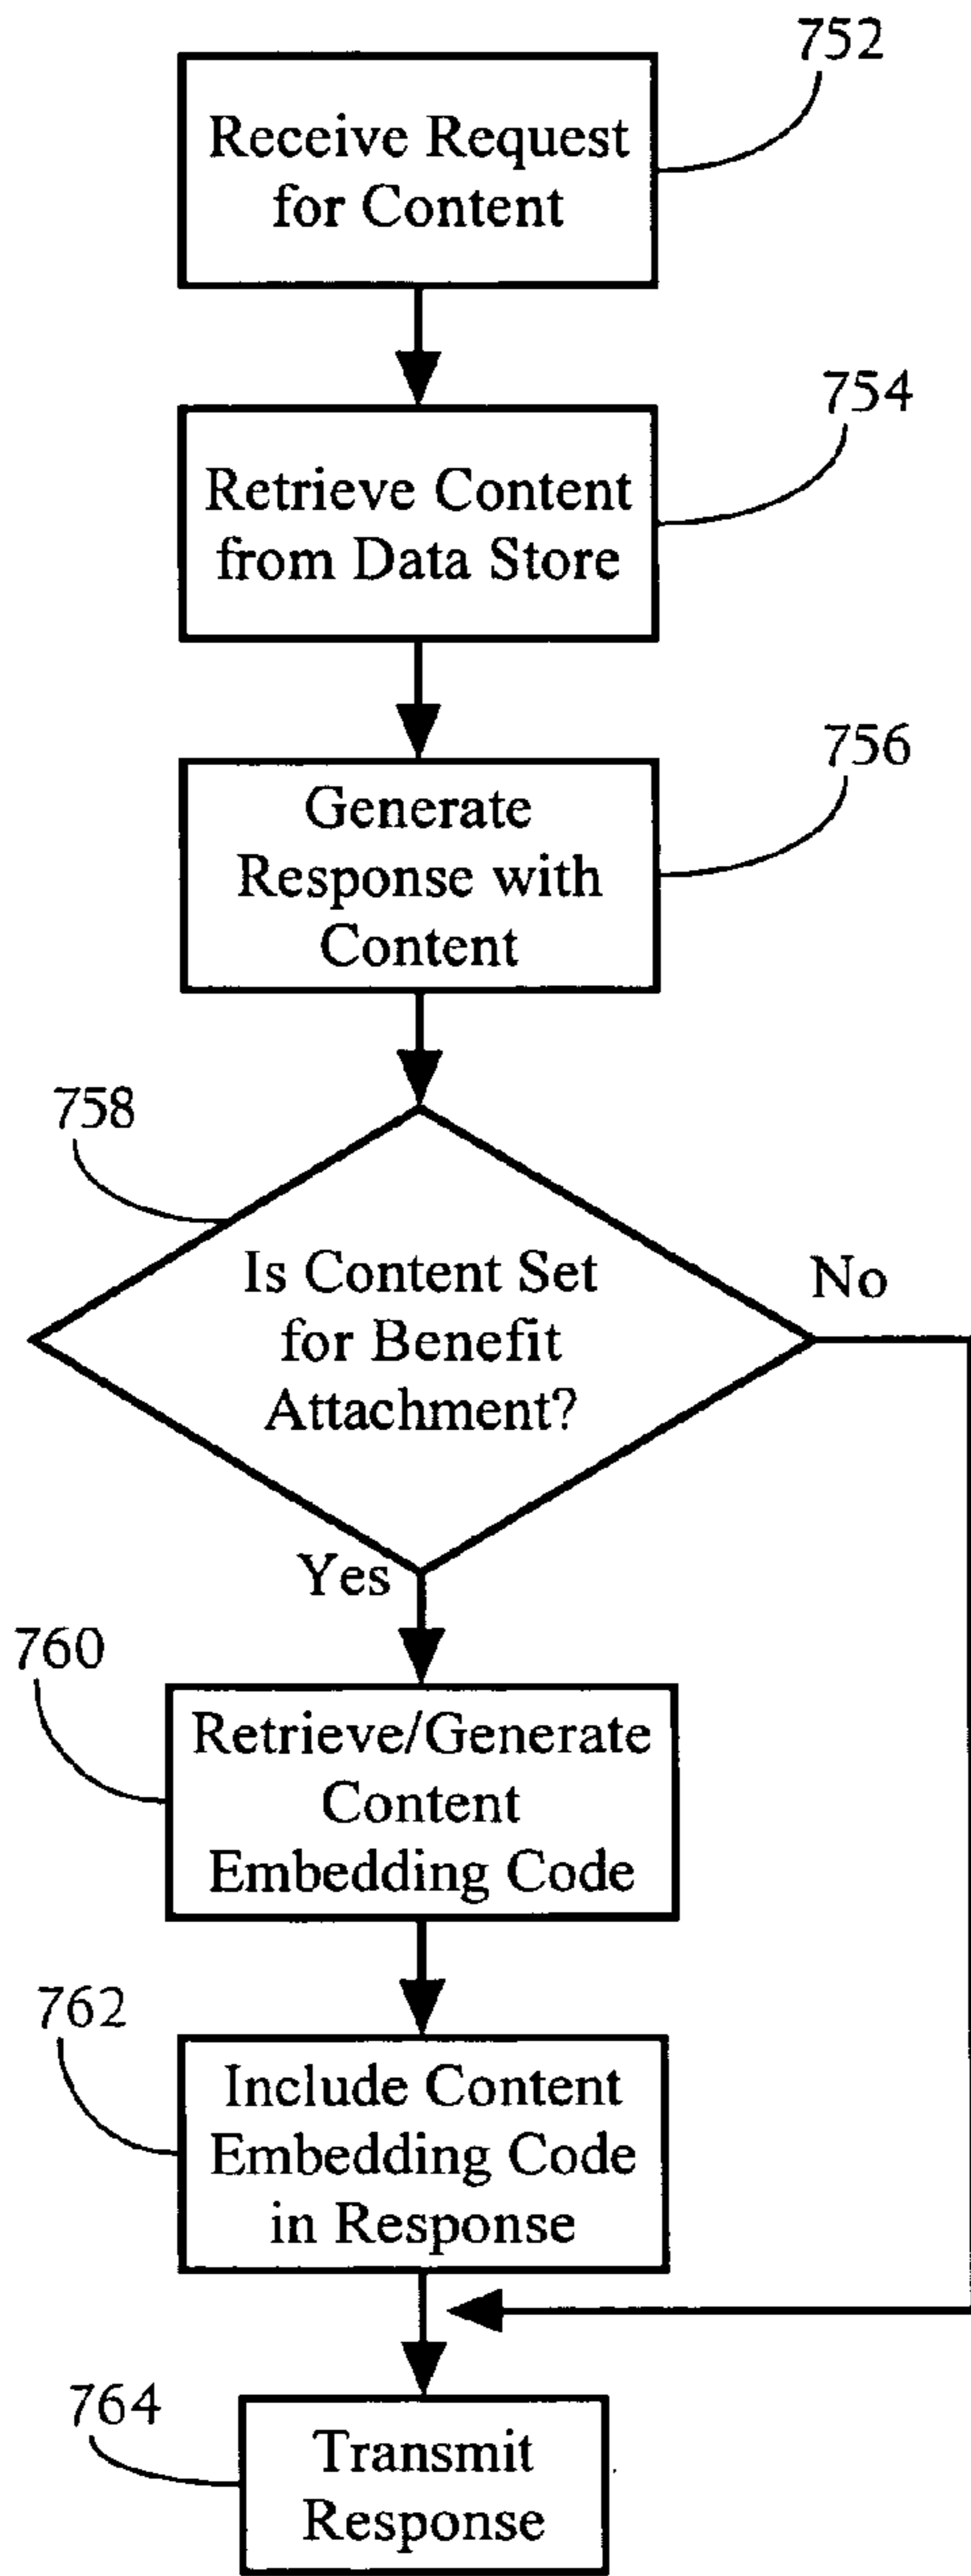 752
Receive Request
for Content
754
Retrieve Content
from Data Store
756
Generate
Response with
Content
758
Is Content Set
for Benefit
Attachment?
No
Yes
760
Retrieve/Generate
Content
Embedding Code
762
Include Content
Embedding Code
in Response
764
Transmit
Response